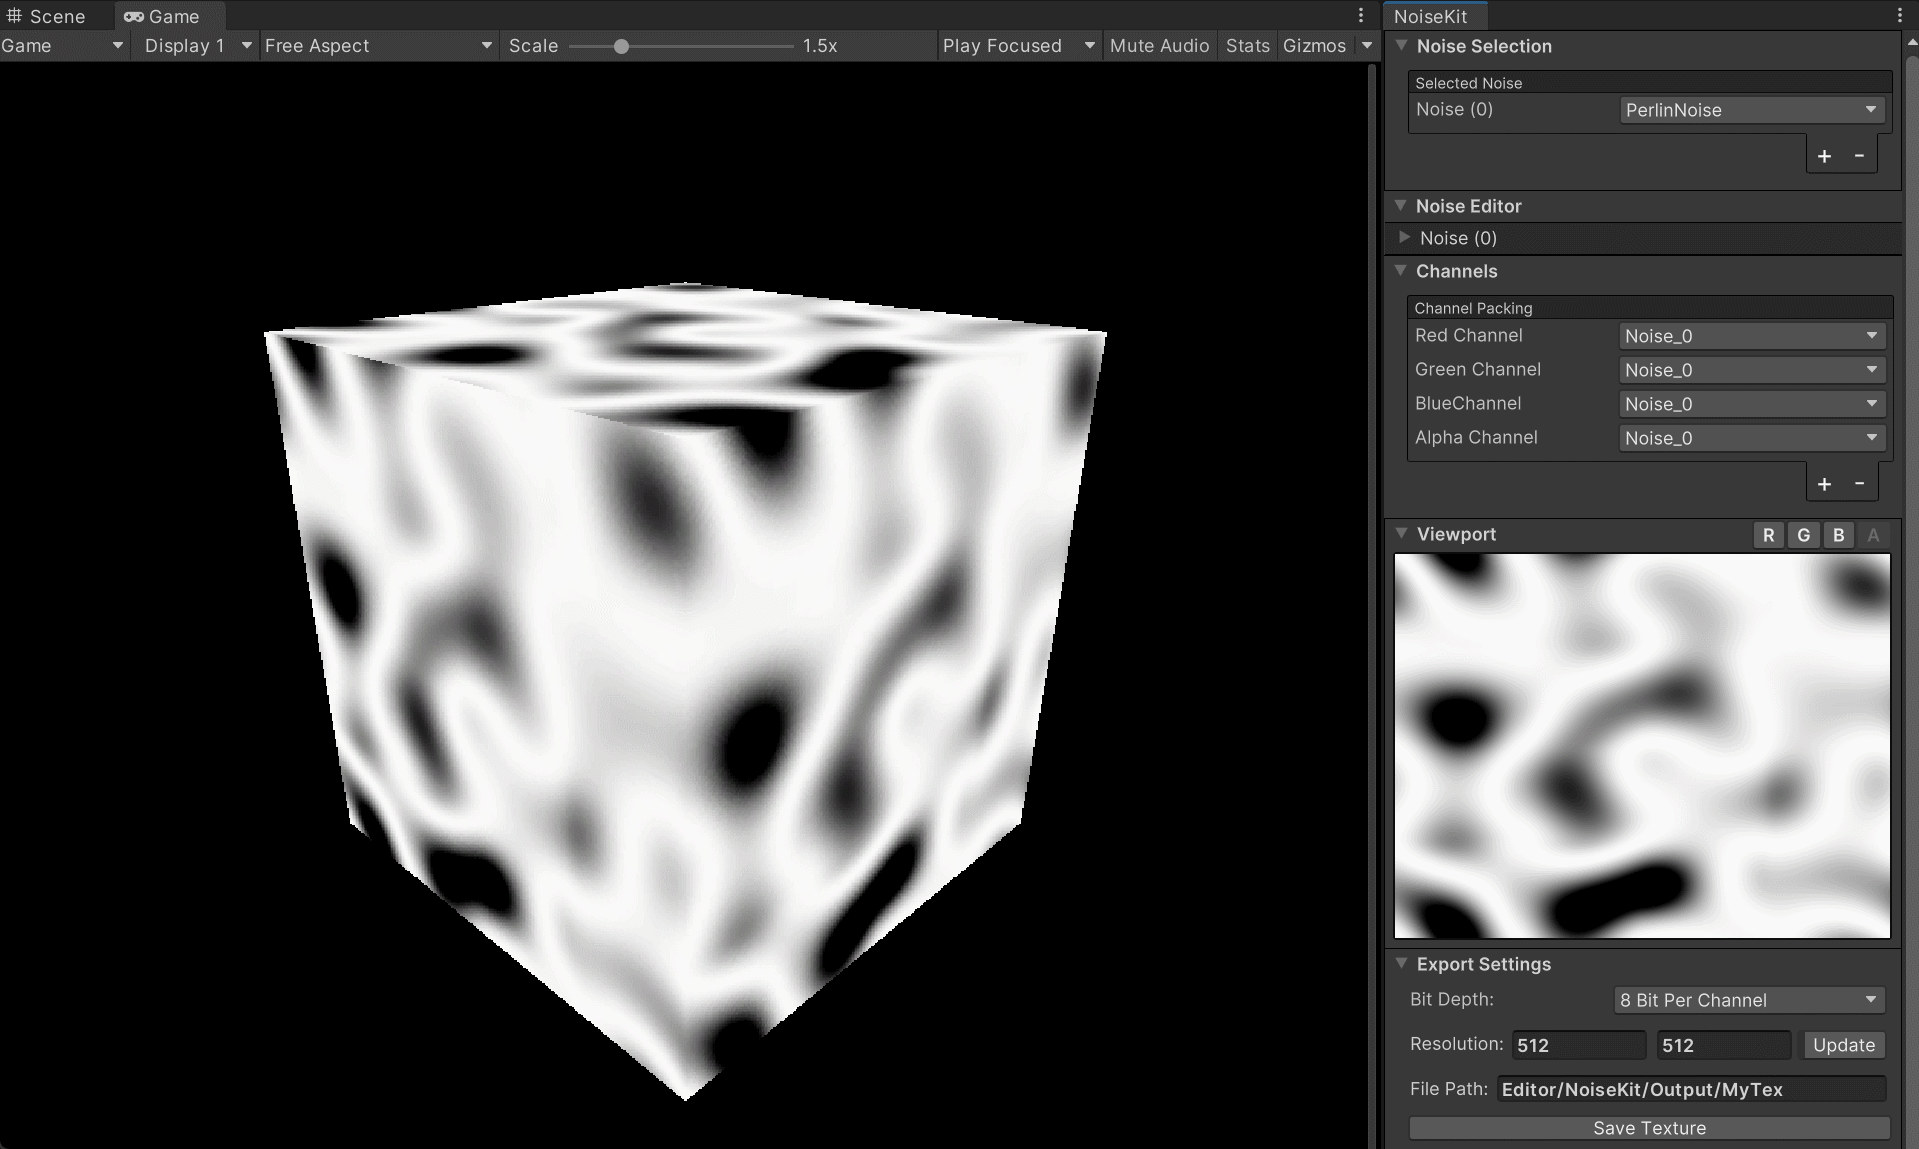 Scene
Game
NoiseKit
Game
Display 1
Free Aspect
Scale
1.5x
Play Focused
Mute Audio
Stats
Gizmos
Noise Selection
Selected Noise
Noise (0)
PerlinNoise
+ -
Noise Editor
Noise (0)
Channels
Channel Packing
Red Channel
Noise_0
Green Channel
Noise_0
BlueChannel
Noise_0
Alpha Channel
Noise_0
+ -
Viewport
R G B A
Export Settings
Bit Depth:
8 Bit Per Channel
Resolution:
512
512
Update
File Path:
Editor/NoiseKit/Output/MyTex
Save Texture